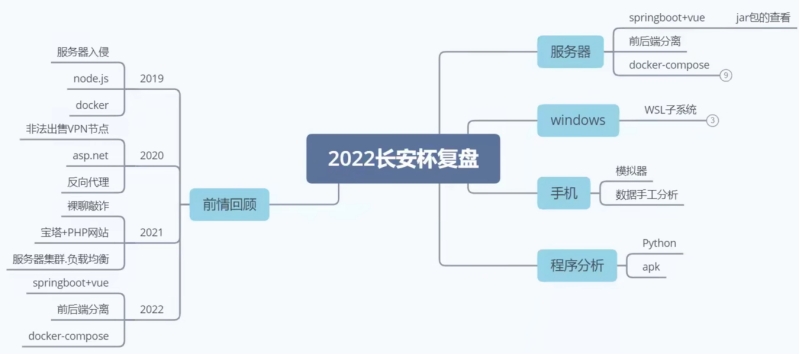 2022长安杯复盘
服务器
springboot+vue
jar包的查看
前后端分离
docker-compose
9
windows
WSL子系统
3
手机
模拟器
数据手工分析
程序分析
Python
apk
前情回顾
2019
服务器入侵
node.js
docker
2020
非法出售VPN节点
asp.net
反向代理
2021
裸聊敲诈
宝塔+PHP网站
服务器集群.负载均衡
2022
springboot+vue
前后端分离
docker-compose